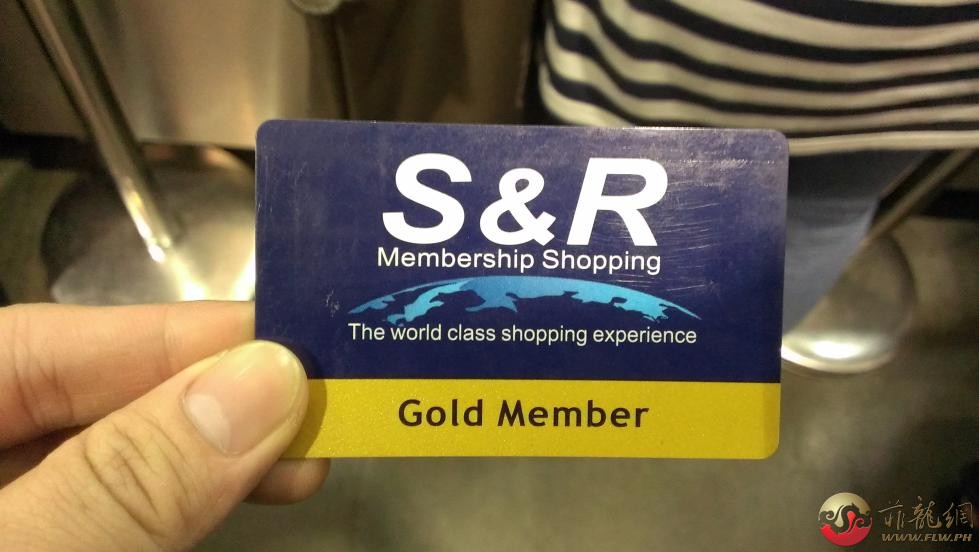 S&R
Membership Shopping
The world class shopping experience
Gold Member
菲龍網
WWW.FLW.PH